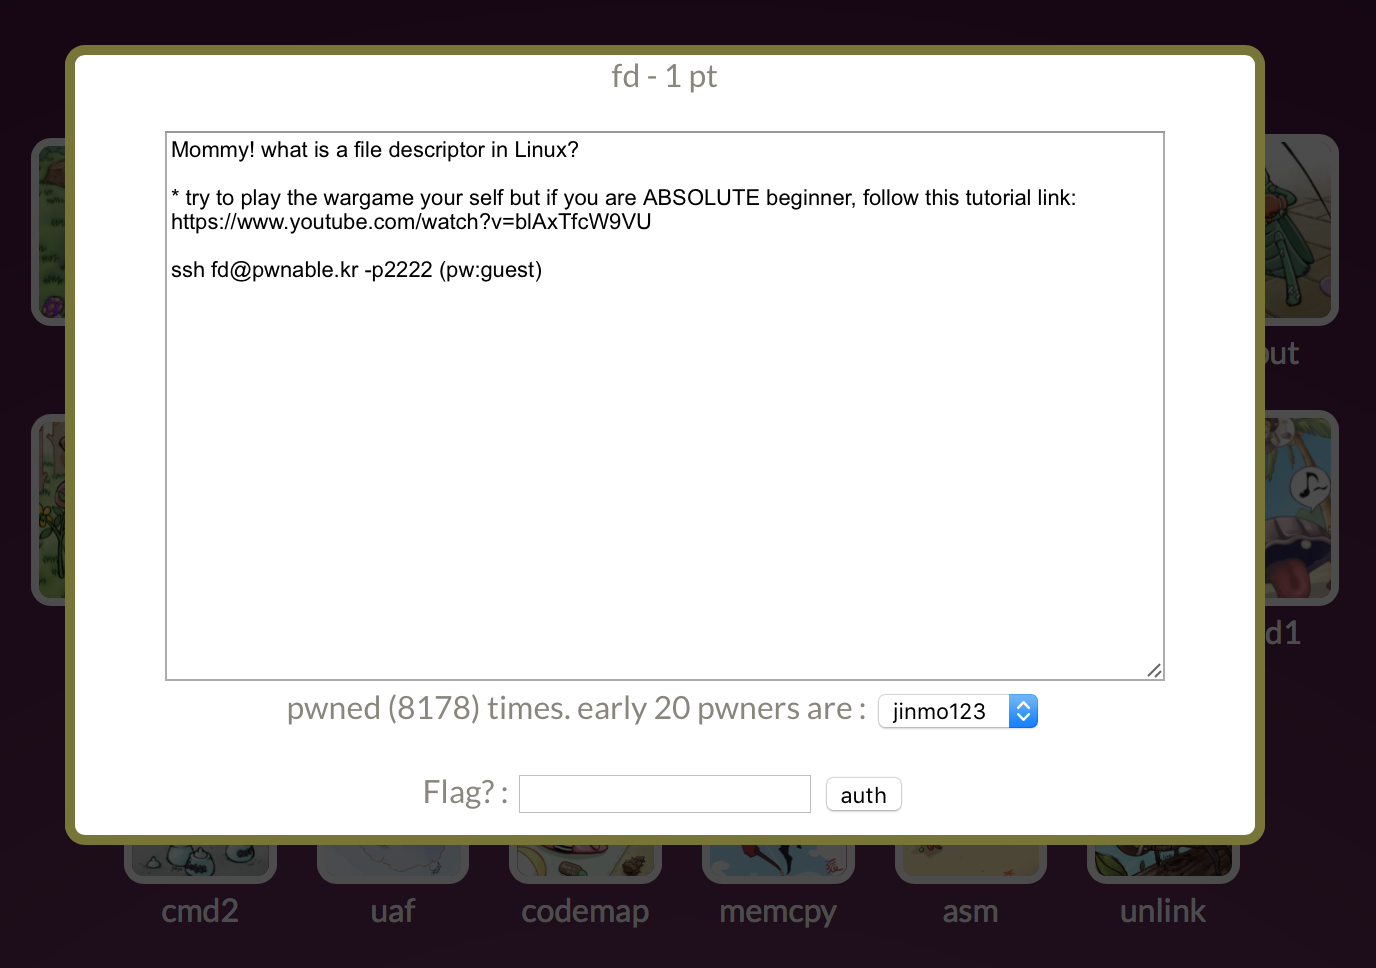 fd - 1 pt
Mommy! what is a file descriptor in Linux?
* try to play the wargame your self but if you are ABSOLUTE beginner, follow this tutorial link:
https://www.youtube.com/watch?v=blAxTfcW9VU
ssh fd@pwnable.kr -p2222 (pw:guest)
out
d1
pwned (8178) times. early 20 pwners are : jinmo123
Flag? : auth
cmd2 uaf codemap memcpy asm unlink